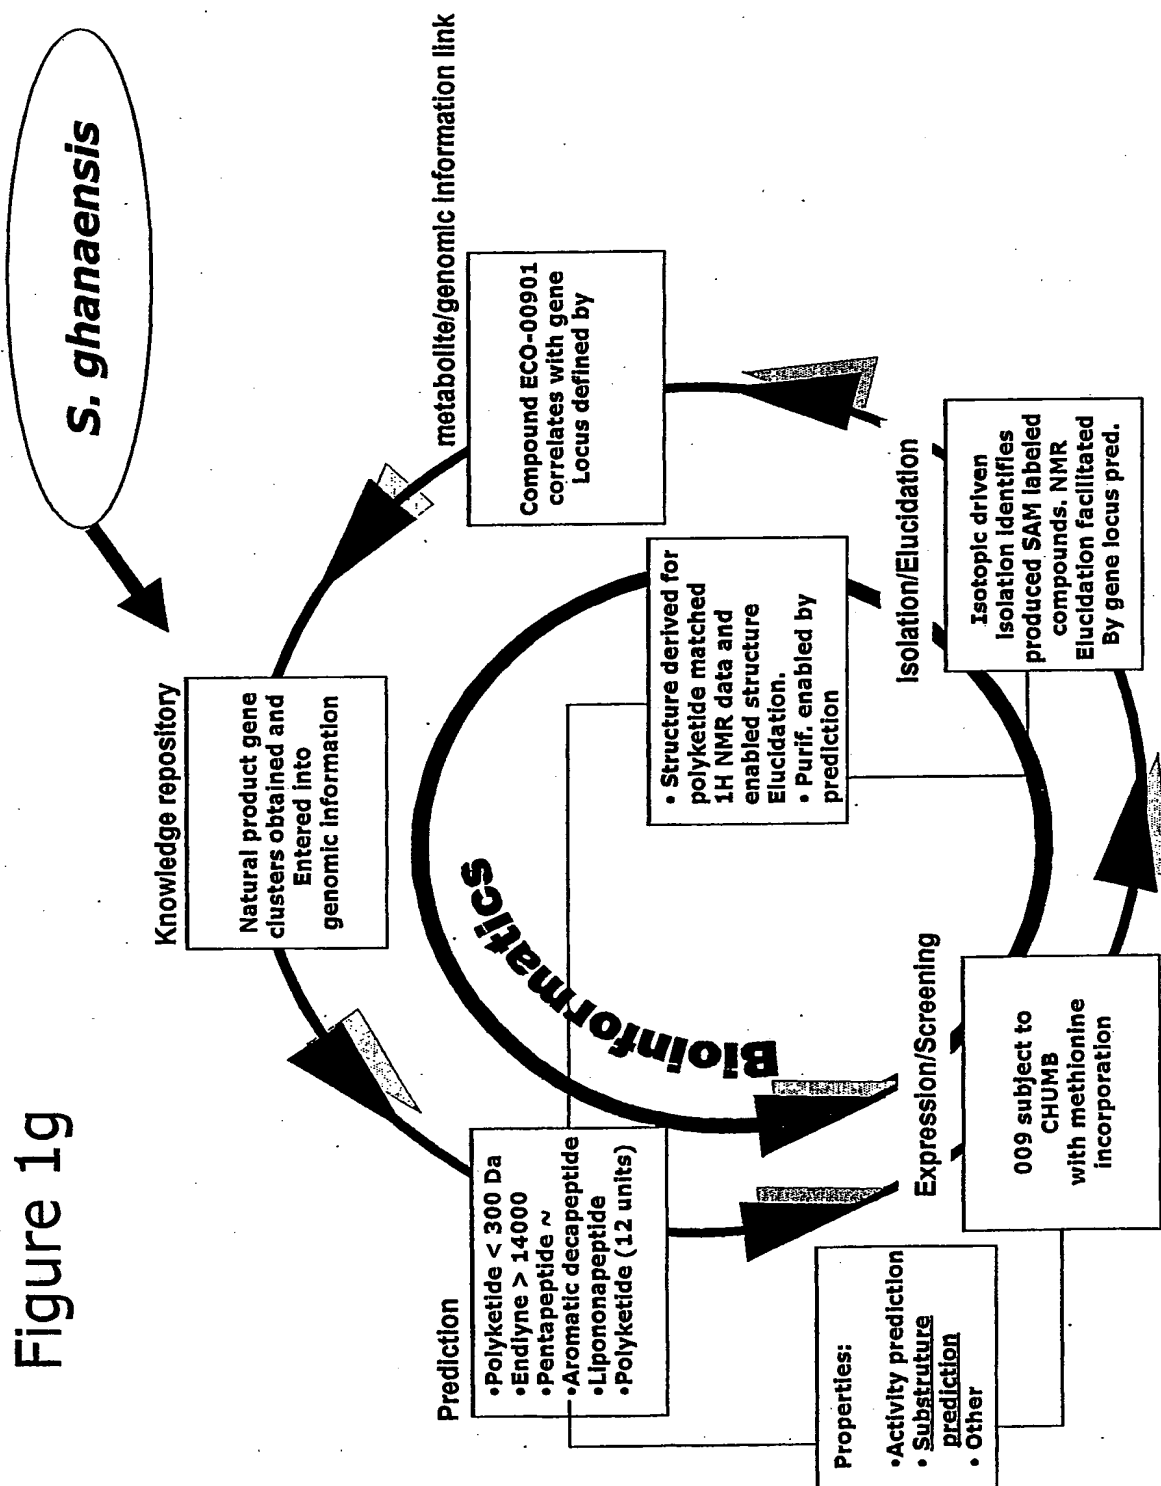 Figure 1g
S. ghanaensis
Knowledge repository
Natural product gene
clusters obtained and
Entered into
genomic information
metabolite/genomic information link
Compound ECO-00901
correlates with gene
Locus defined by
Prediction
•Polyketide < 300 Da
•Endiyne > 14000
•Pentapeptide ~
•Aromatic decapeptide
•Lipononapeptide
•Polyketide (12 units)
Bioinformatics
• Structure derived for
polyketide matched
1H NMR data and
enabled structure
Elucidation.
• Purif. enabled by
prediction
Properties:
•Activity prediction
• Substruture
prediction
• Other
Expression/Screening
009 subject to
CHUMB
with methionine
incorporation
Isolation/Elucidation
Isotopic driven
Isolation identifies
produced SAM labeled
compounds. NMR
Elucidation facilitated
By gene locus pred.